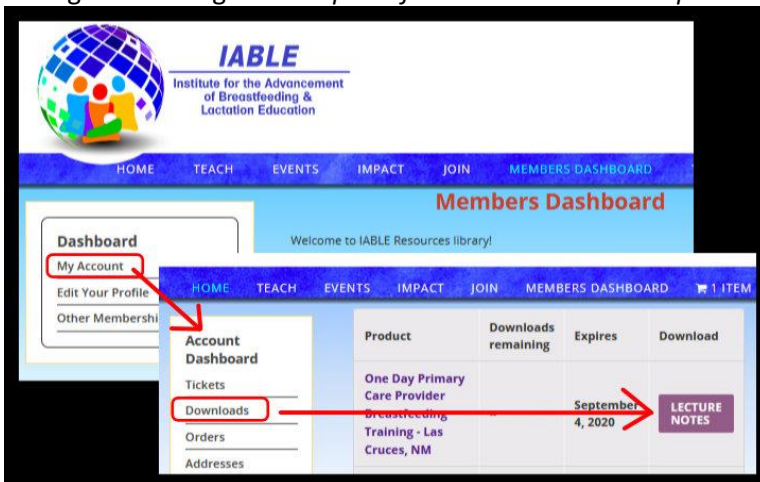 IABLE
Institute for the Advancement
of Breastfeeding &
Lactation Education
HOME TEACH EVENTS IMPACT JOIN MEMBERS DASHBOARD
Members Dashboard
Dashboard
My Account
Edit Your Profile
Other Membershi
Welcome to IABLE Resources library!
HOME TEACH EVENTS IMPACT JOIN MEMBERS DASHBOARD 1 ITEM
Account
Dashboard
Tickets
Downloads
Orders
Addresses
Product
Downloads
remaining
Expires
Download
One Day Primary
Care Provider
Breastfeeding
Training - Las
Cruces, NM
September
4, 2020
LECTURE
NOTES